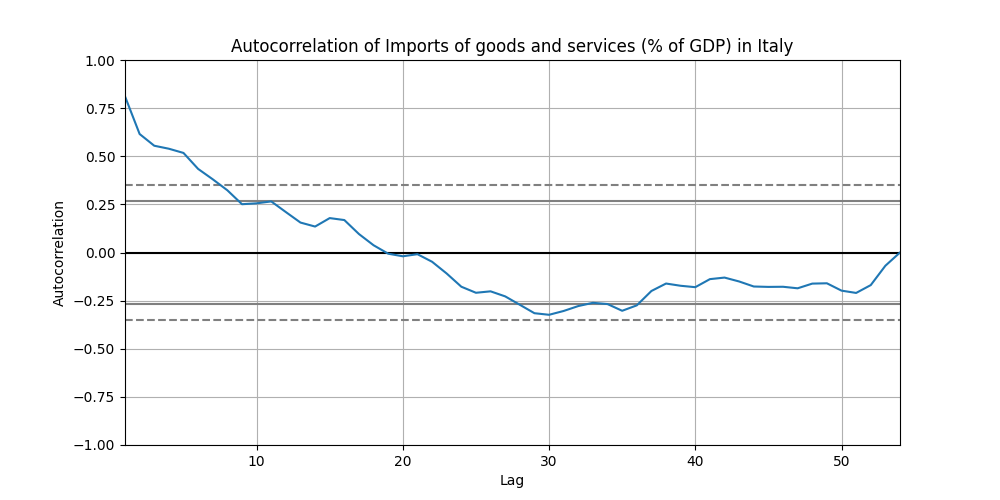 Autocorrelation of Imports of goods and services (% of GDP) in Italy
1.00
0.75
0.50
0.25
0.00
−0.25
−0.50
−0.75
−1.00
Autocorrelation
10 20 30 40 50
Lag